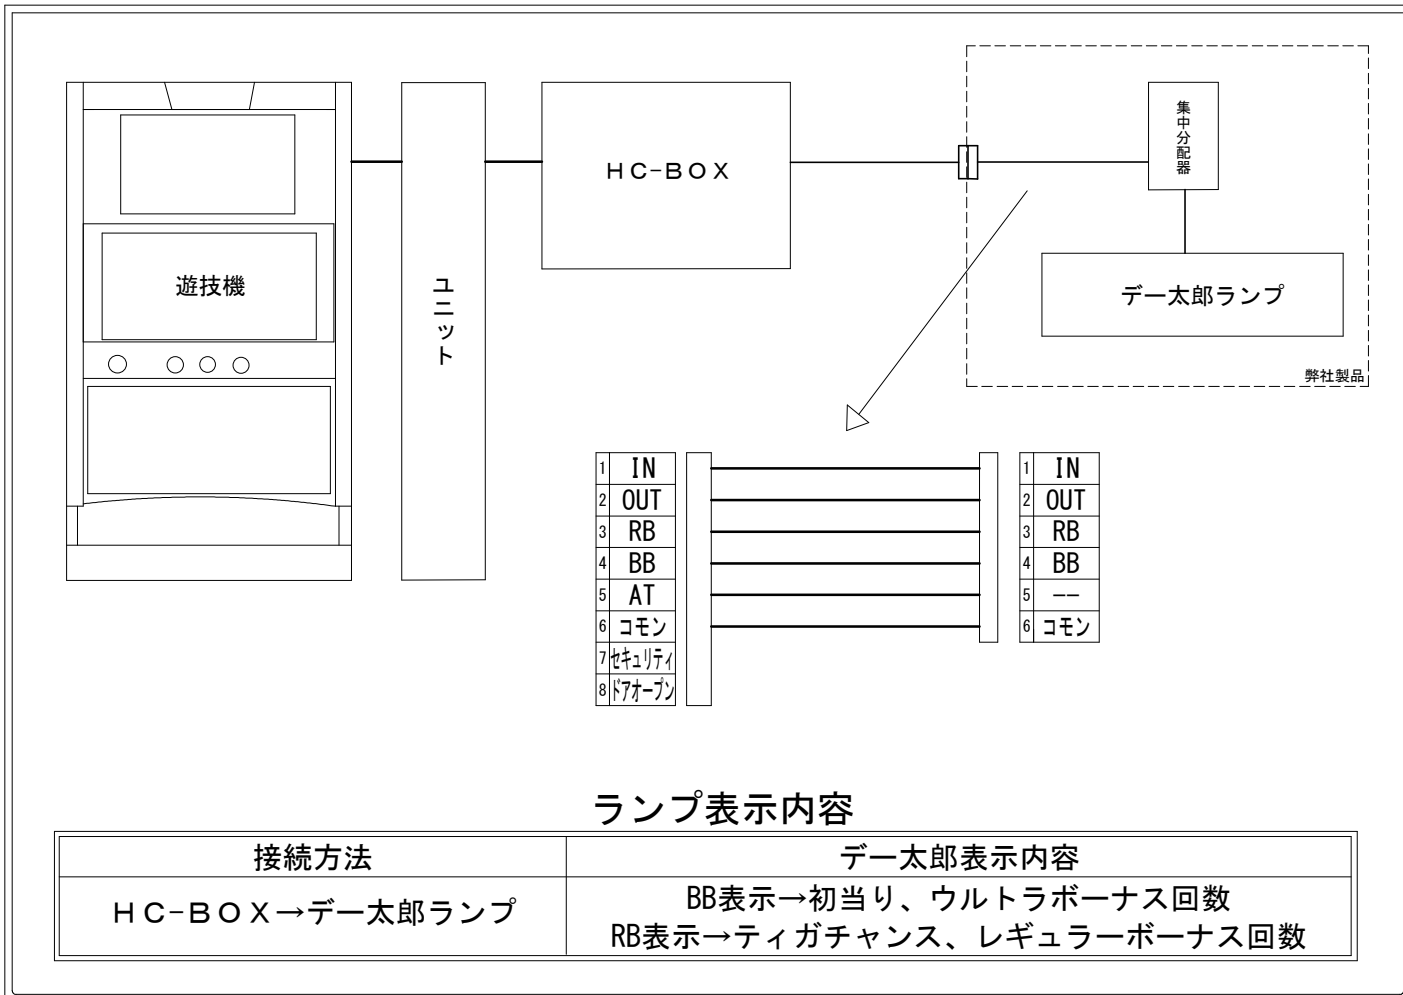 遊技機
ユニット
HC-BOX
集中分配器
デー太郎ランプ
弊社製品
1 IN
2 OUT
3 RB
4 BB
5 AT
6 コモン
7 セキュリティ
8 ドアオープン
1 IN
2 OUT
3 RB
4 BB
5 --
6 コモン
ランプ表示内容
接続方法 デー太郎表示内容
HC-BOX→デー太郎ランプ
BB表示→初当り、ウルトラボーナス回数
RB表示→ティガチャンス、レギュラーボーナス回数